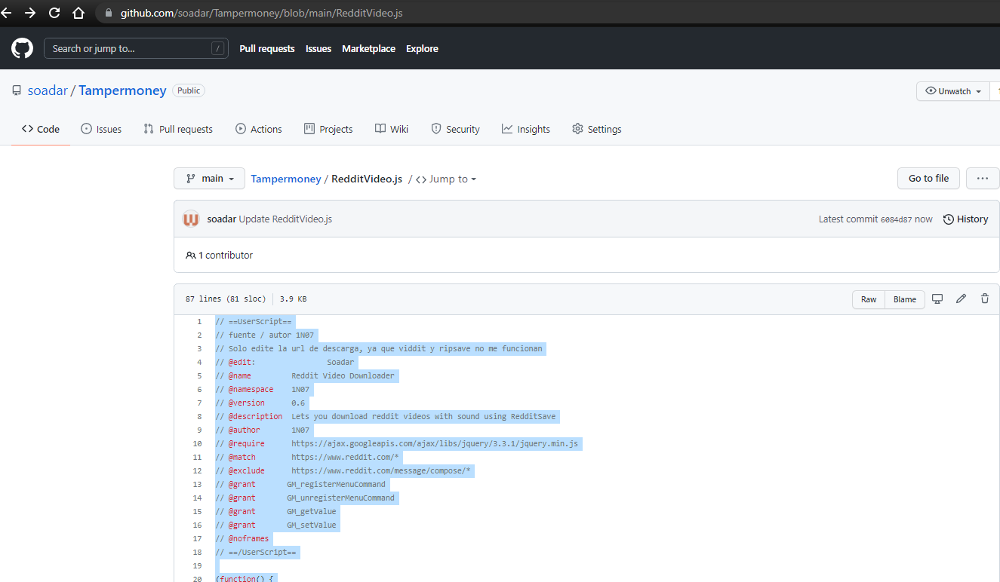 github.com/soadar/Tampermoney/blob/main/RedditVideo.js
Search or jump to... / Pull requests Issues Marketplace Explore
soadar / Tampermoney Public Unwatch
Code Issues Pull requests Actions Projects Wiki Security Insights Settings
main Tampermoney / RedditVideo.js / Jump to Go to file ...
soadar Update RedditVideo.js Latest commit 6084d87 now History
1 contributor
87 lines (81 sloc) 3.9 KB Raw Blame
1 // ==UserScript==
2 // fuente / autor 1N07
3 // Solo edite la url de descarga, ya que viddit y ripsave no me funcionan
4 // @edit: Soadar
5 // @name Reddit Video Downloader
6 // @namespace 1N07
7 // @version 0.6
8 // @description Lets you download reddit videos with sound using RedditSave
9 // @author 1N07
10 // @require https://ajax.googleapis.com/ajax/libs/jquery/3.3.1/jquery.min.js
11 // @match https://www.reddit.com/*
12 // @exclude https://www.reddit.com/message/compose/*
13 // @grant GM_registerMenuCommand
14 // @grant GM_unregisterMenuCommand
15 // @grant GM_getValue
16 // @grant GM_setValue
17 // @noframes
18 // ==/UserScript==
19
20 (function() {